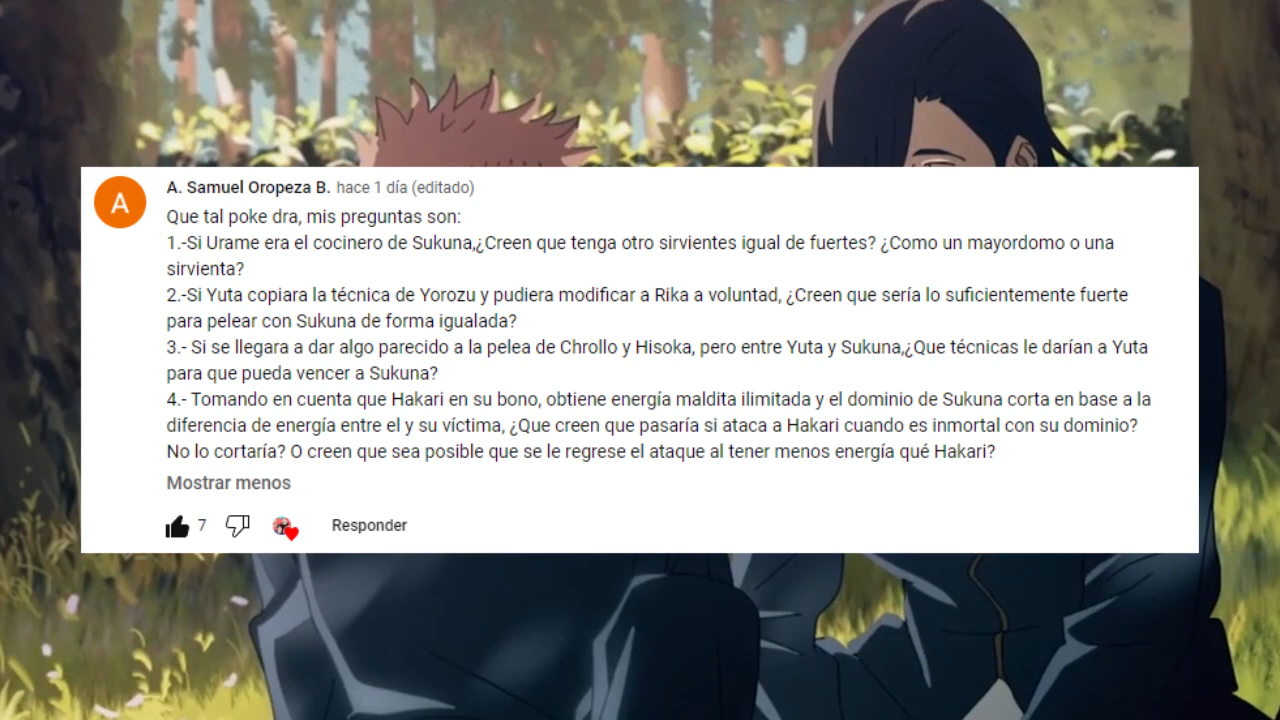 A
A. Samuel Oropeza B. hace 1 día (editado)
Que tal poke dra, mis preguntas son:
1.-Si Urame era el cocinero de Sukuna,¿Creen que tenga otro sirvientes igual de fuertes? ¿Como un mayordomo o una
sirvienta?
2.-Si Yuta copiara la técnica de Yorozu y pudiera modificar a Rika a voluntad, ¿Creen que sería lo suficientemente fuerte
para pelear con Sukuna de forma igualada?
3.- Si se llegara a dar algo parecido a la pelea de Chrollo y Hisoka, pero entre Yuta y Sukuna,¿Que técnicas le darían a Yuta
para que pueda vencer a Sukuna?
4.- Tomando en cuenta que Hakari en su bono, obtiene energía maldita ilimitada y el dominio de Sukuna corta en base a la
diferencia de energía entre el y su víctima, ¿Que creen que pasaría si ataca a Hakari cuando es inmortal con su dominio?
No lo cortaría? O creen que sea posible que se le regrese el ataque al tener menos energía qué Hakari?
Mostrar menos
7 Responder